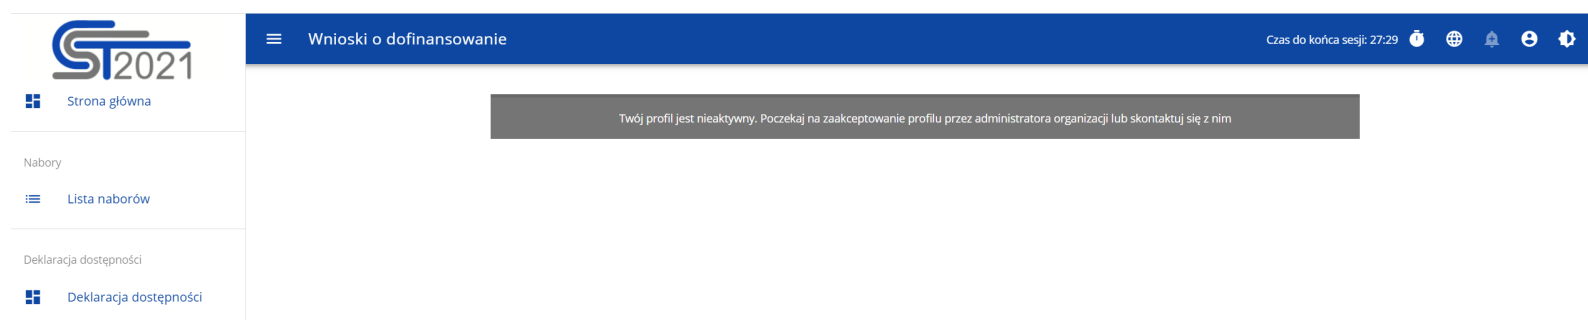 CST2021
Strona główna
Nabory
Lista naborów
Deklaracja dostępności
Deklaracja dostępności
Wnioski o dofinansowanie
Czas do końca sesji: 27:29
Twój profil jest nieaktywny. Poczekaj na zaakceptowanie profilu przez administratora organizacji lub skontaktuj się z nim